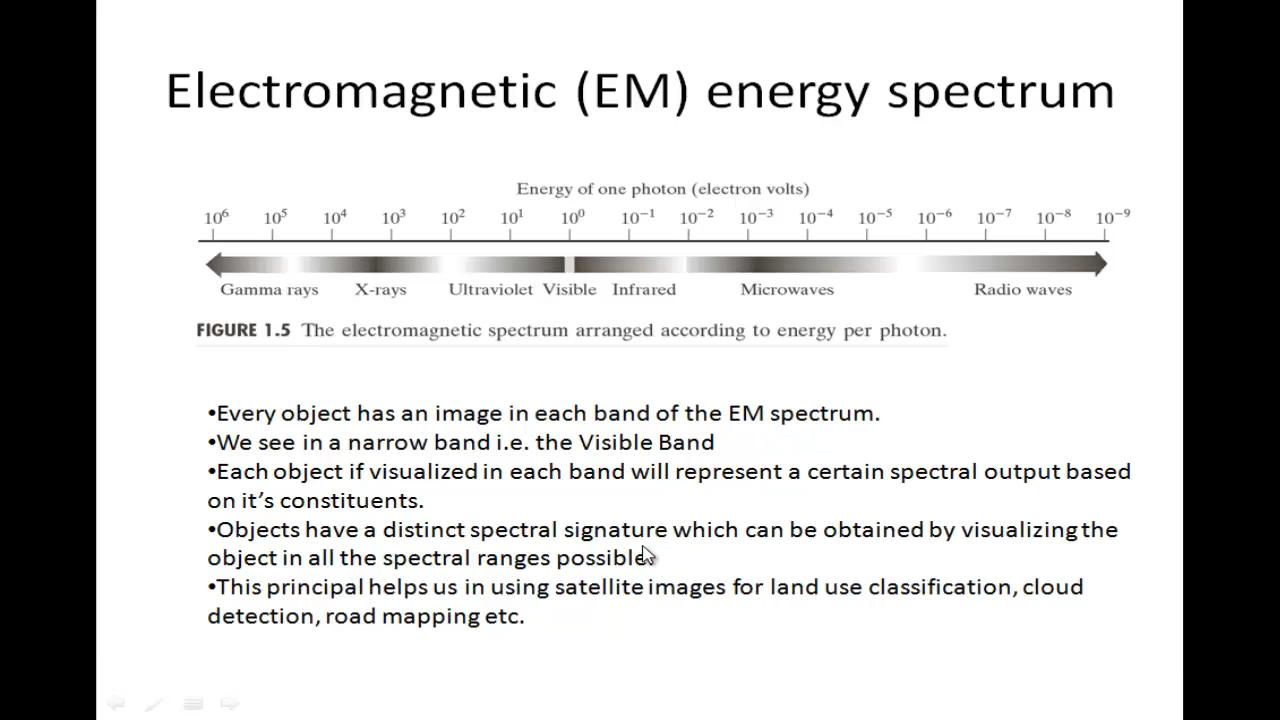 Electromagnetic (EM) energy spectrum
Energy of one photon (electron volts)
10⁶ 10⁵ 10⁴ 10³ 10² 10¹ 10⁰ 10⁻¹ 10⁻² 10⁻³ 10⁻⁴ 10⁻⁵ 10⁻⁶ 10⁻⁷ 10⁻⁸ 10⁻⁹
Gamma rays X-rays Ultraviolet Visible Infrared Microwaves Radio waves
FIGURE 1.5 The electromagnetic spectrum arranged according to energy per photon.
•Every object has an image in each band of the EM spectrum.
•We see in a narrow band i.e. the Visible Band
•Each object if visualized in each band will represent a certain spectral output based
on it’s constituents.
•Objects have a distinct spectral signature which can be obtained by visualizing the
object in all the spectral ranges possible
•This principal helps us in using satellite images for land use classification, cloud
detection, road mapping etc.